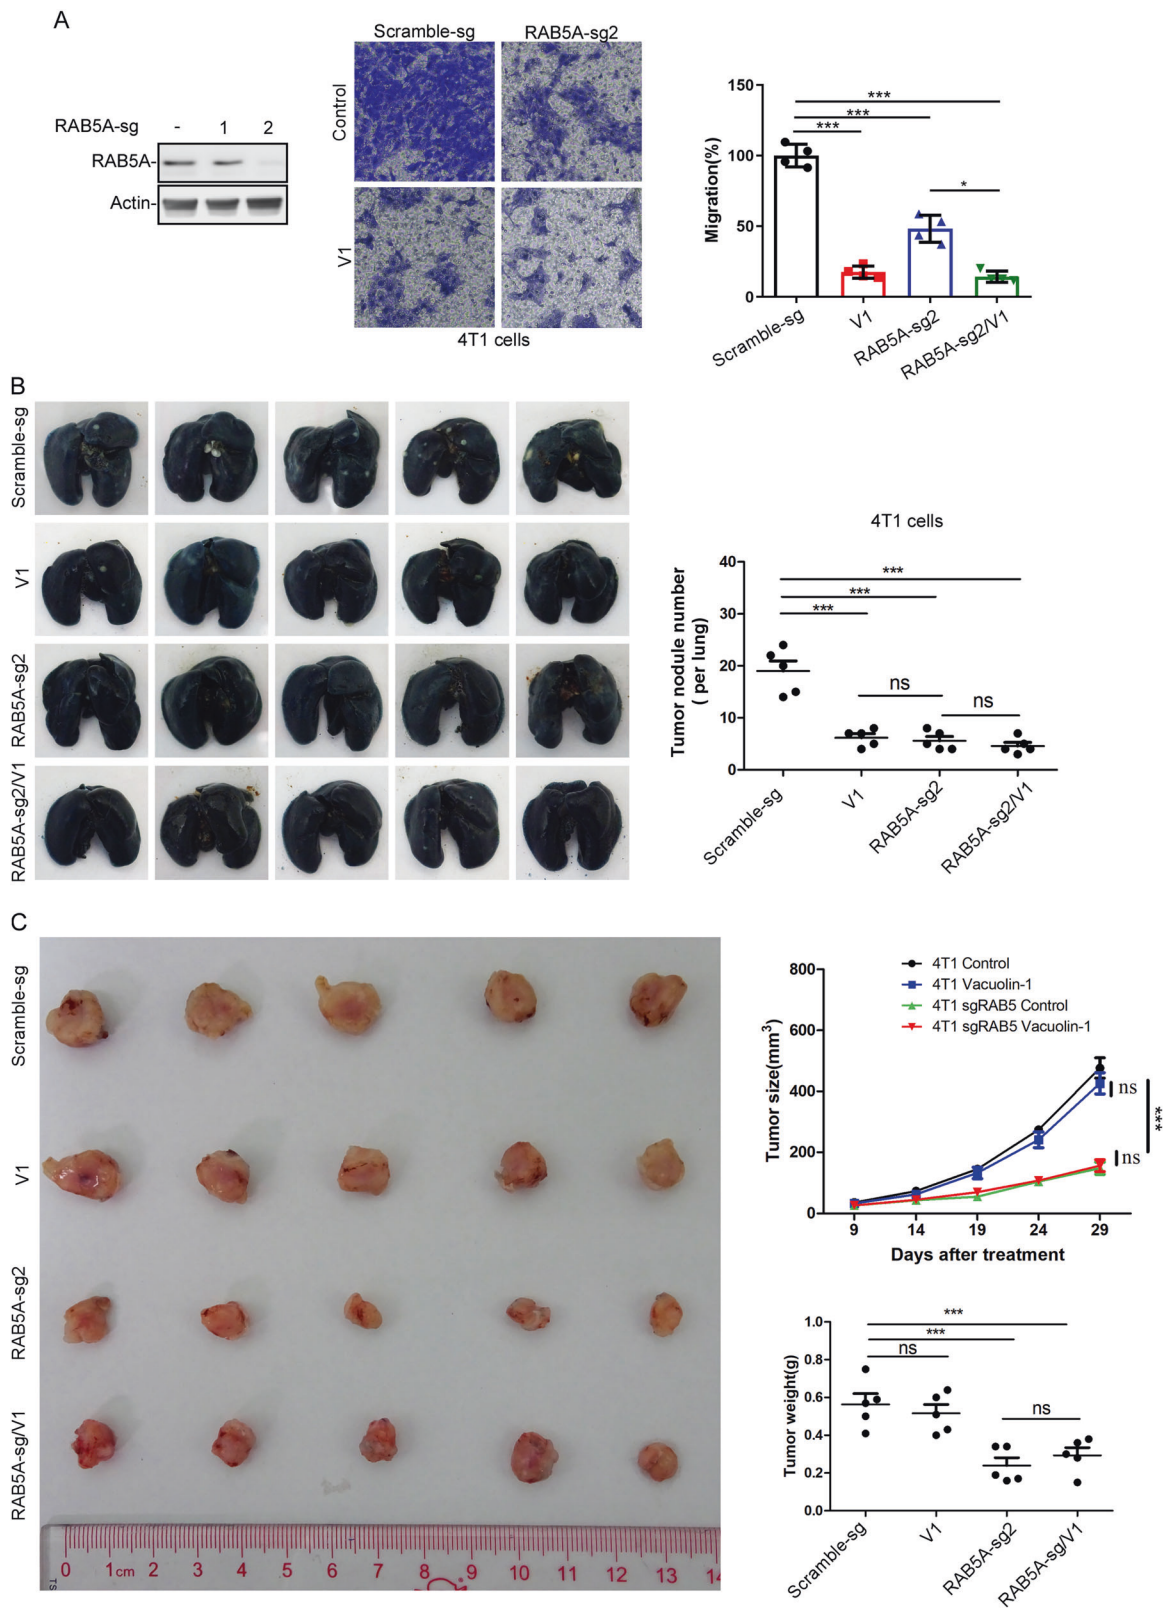 A
Scramble-sg RAB5A-sg2
RAB5A-sg - 1 2
RAB5A-
Actin-
Control
V1
4T1 cells
Migration(%)
150
100
50
0
***
***
***
*
Scramble-sg
V1
RAB5A-sg2
RAB5A-sg2/V1
B
Scramble-sg
V1
RAB5A-sg2
RAB5A-sg2/V1
4T1 cells
Tumor nodule number
( per lung)
40
30
20
10
0
***
***
***
ns
ns
Scramble-sg
V1
RAB5A-sg2
RAB5A-sg2/V1
C
Scramble-sg
V1
RAB5A-sg2
RAB5A-sg/V1
0 1cm 2 3 4 5 6 7 8 9 10 11 12 13 14
4T1 Control
4T1 Vacuolin-1
4T1 sgRAB5 Control
4T1 sgRAB5 Vacuolin-1
Tumor size(mm³)
800
600
400
200
0
ns
***
ns
9 14 19 24 29
Days after treatment
Tumor weight(g)
1.0
0.8
0.6
0.4
0.2
0.0
***
***
ns
ns
Scramble-sg
V1
RAB5A-sg2
RAB5A-sg/V1